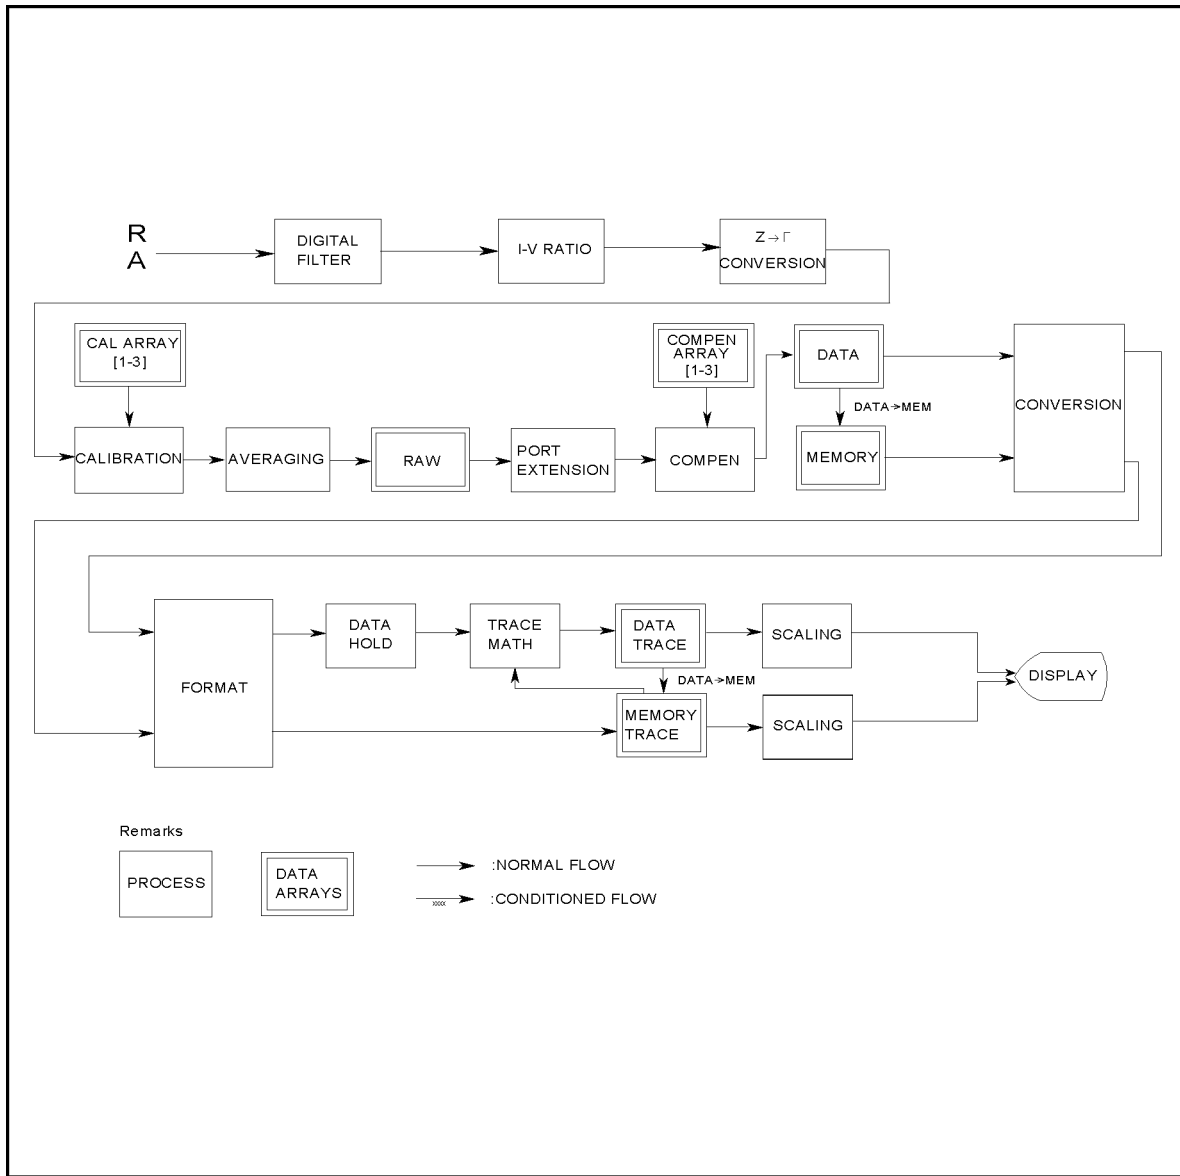 R
A
DIGITAL
FILTER
I-V RATIO
Z→Γ
CONVERSION
CAL ARRAY
[1-3]
COMPEN
ARRAY
[1-3]
DATA
DATA→MEM
CONVERSION
CALIBRATION
AVERAGING
RAW
PORT
EXTENSION
COMPEN
MEMORY
FORMAT
DATA
HOLD
TRACE
MATH
DATA
TRACE
SCALING
DATA→MEM
MEMORY
TRACE
SCALING
DISPLAY
Remarks
PROCESS
DATA
ARRAYS
:NORMAL FLOW
xxxx
:CONDITIONED FLOW